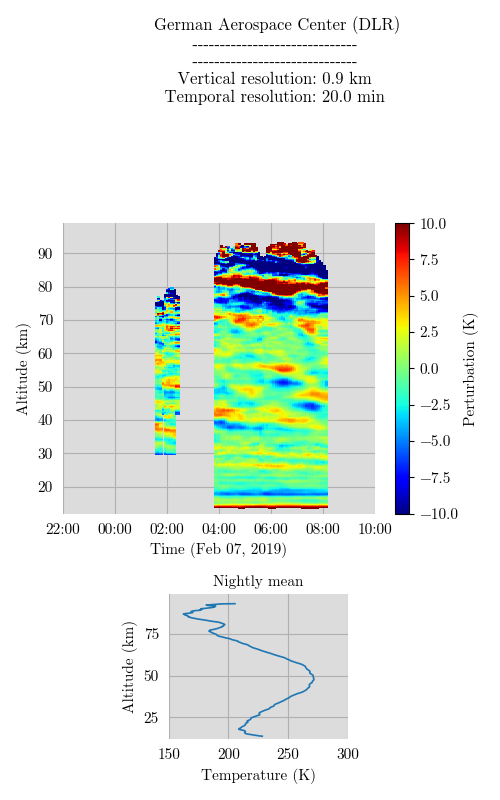 German Aerospace Center (DLR)
------------------------------
------------------------------
Vertical resolution: 0.9 km
Temporal resolution: 20.0 min
90
80
70
60
50
40
30
20
Altitude (km)
22:00 00:00 02:00 04:00 06:00 08:00 10:00
Time (Feb 07, 2019)
10.0
7.5
5.0
2.5
0.0
−2.5
−5.0
−7.5
−10.0
Perturbation (K)
Nightly mean
75
50
25
Altitude (km)
150 200 250 300
Temperature (K)